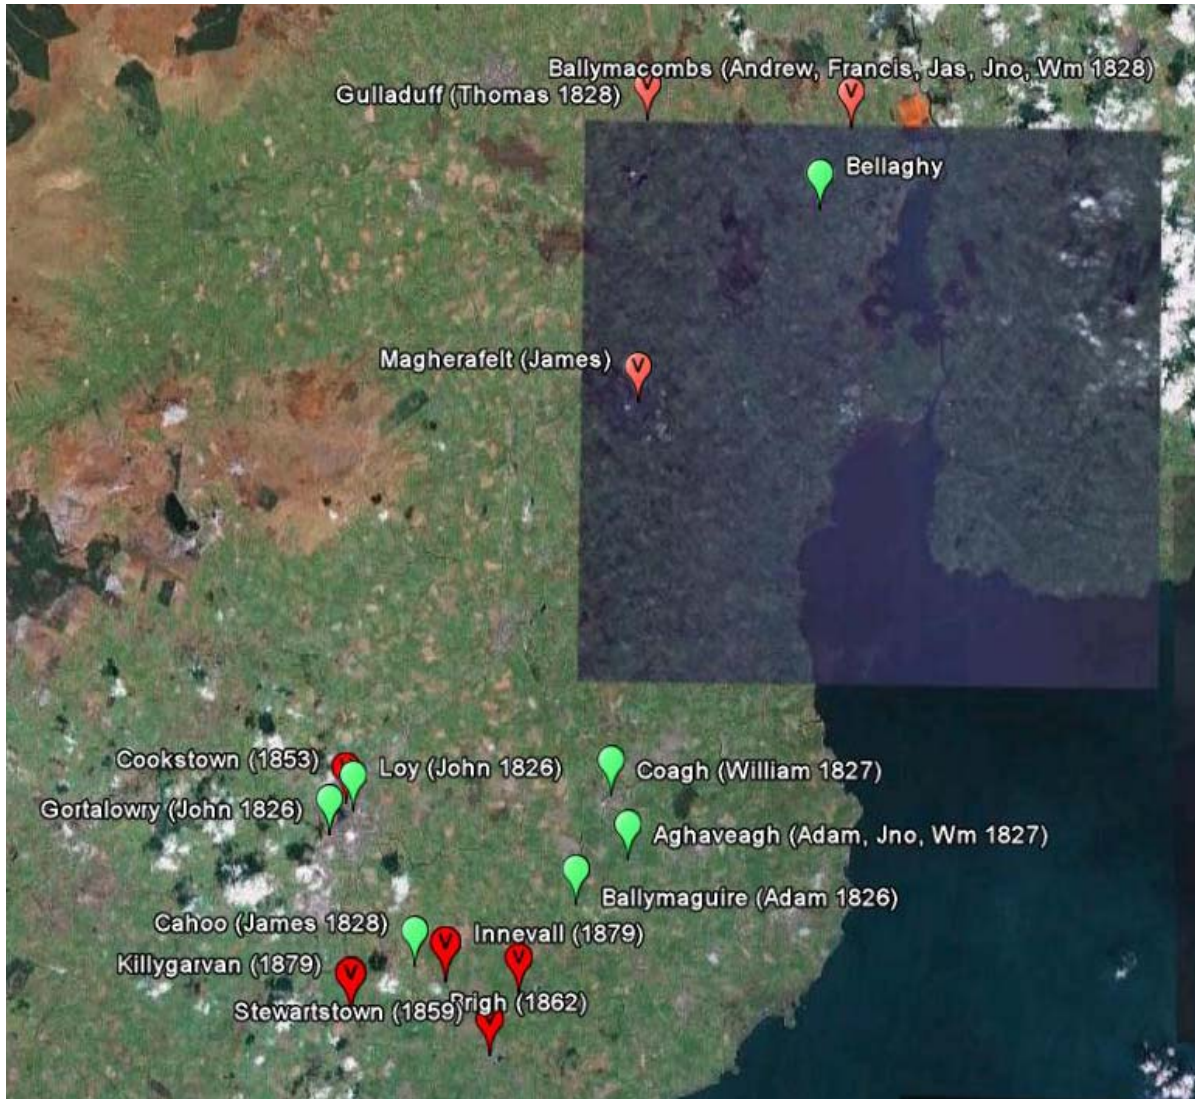 Ballymacombs (Andrew, Francis, Jas, Jno, Wm 1828)
Gulladuff (Thomas 1828)
Bellaghy
Magherafelt (James)
Cookstown (1853)
Loy (John 1826)
Coagh (William 1827)
Gortalowry (John 1826)
Aghaveagh (Adam, Jno, Wm 1827)
Ballymaguire (Adam 1826)
Cahoo (James 1828)
Innevall (1879)
Killygarvan (1879)
Stewartstown (1859)
Brigh (1862)